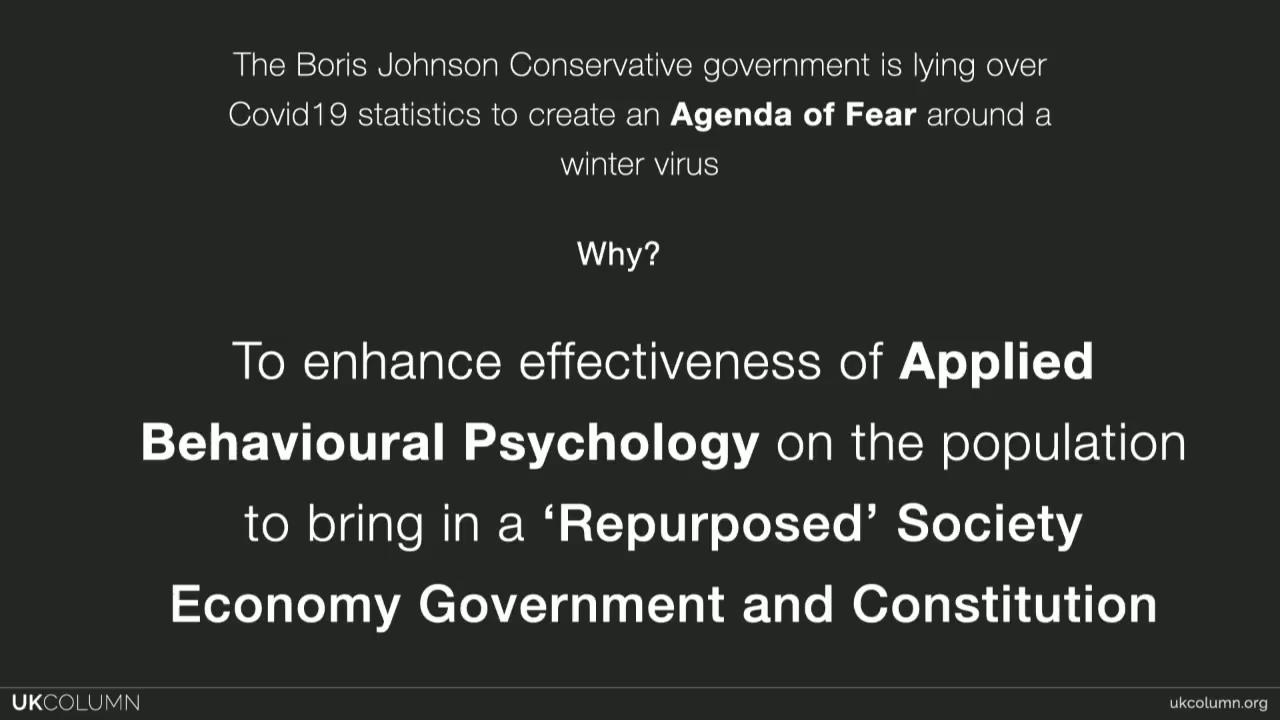 The Boris Johnson Conservative government is lying over
Covid19 statistics to create an Agenda of Fear around a
winter virus
Why?
To enhance effectiveness of Applied
Behavioural Psychology on the population
to bring in a ‘Repurposed’ Society
Economy Government and Constitution
UKCOLUMN
ukcolumn.org